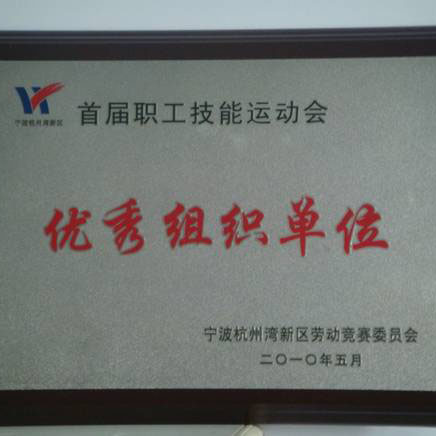 首届职工技能运动会
宁波杭州湾新区
优秀组织单位
宁波杭州湾新区劳动竞赛委员会
二〇一〇年五月